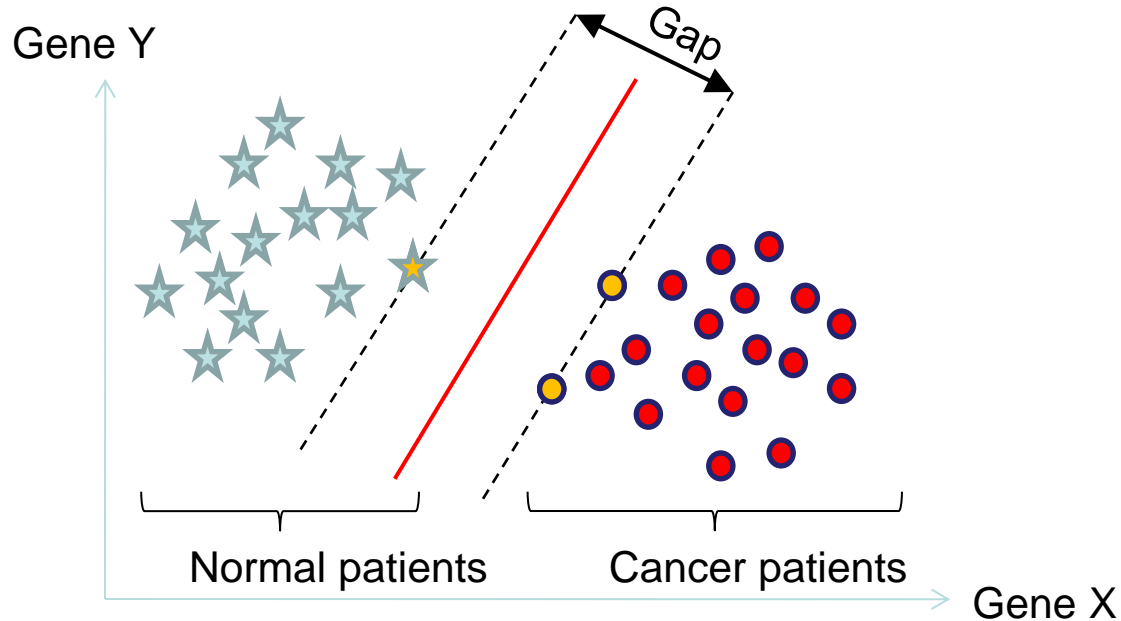 Gene Y
Gap
Normal patients
Cancer patients
Gene X